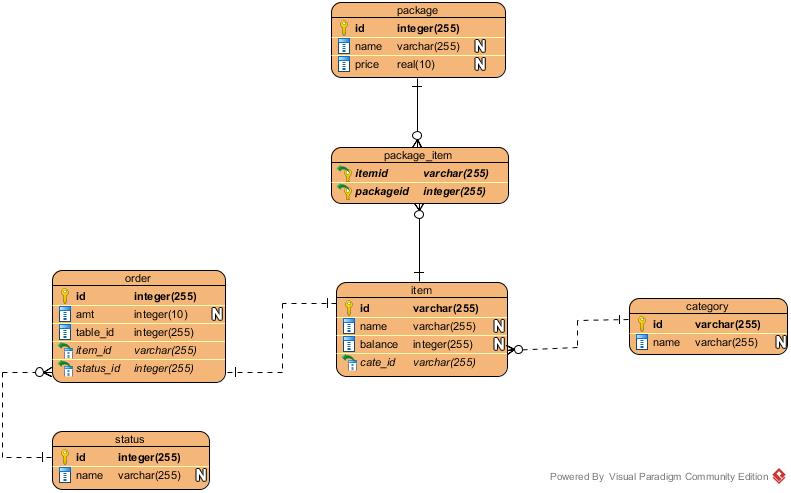 package
id integer(255)
name varchar(255) N
price real(10) N
package_item
itemid varchar(255)
packageid integer(255)
order
id integer(255)
amt integer(10) N
table_id integer(255)
item_id varchar(255)
status_id integer(255)
item
id varchar(255)
name varchar(255) N
balance integer(255) N
cate_id varchar(255)
category
id varchar(255)
name varchar(255) N
status
id integer(255)
name varchar(255) N
Powered By Visual Paradigm Community Edition